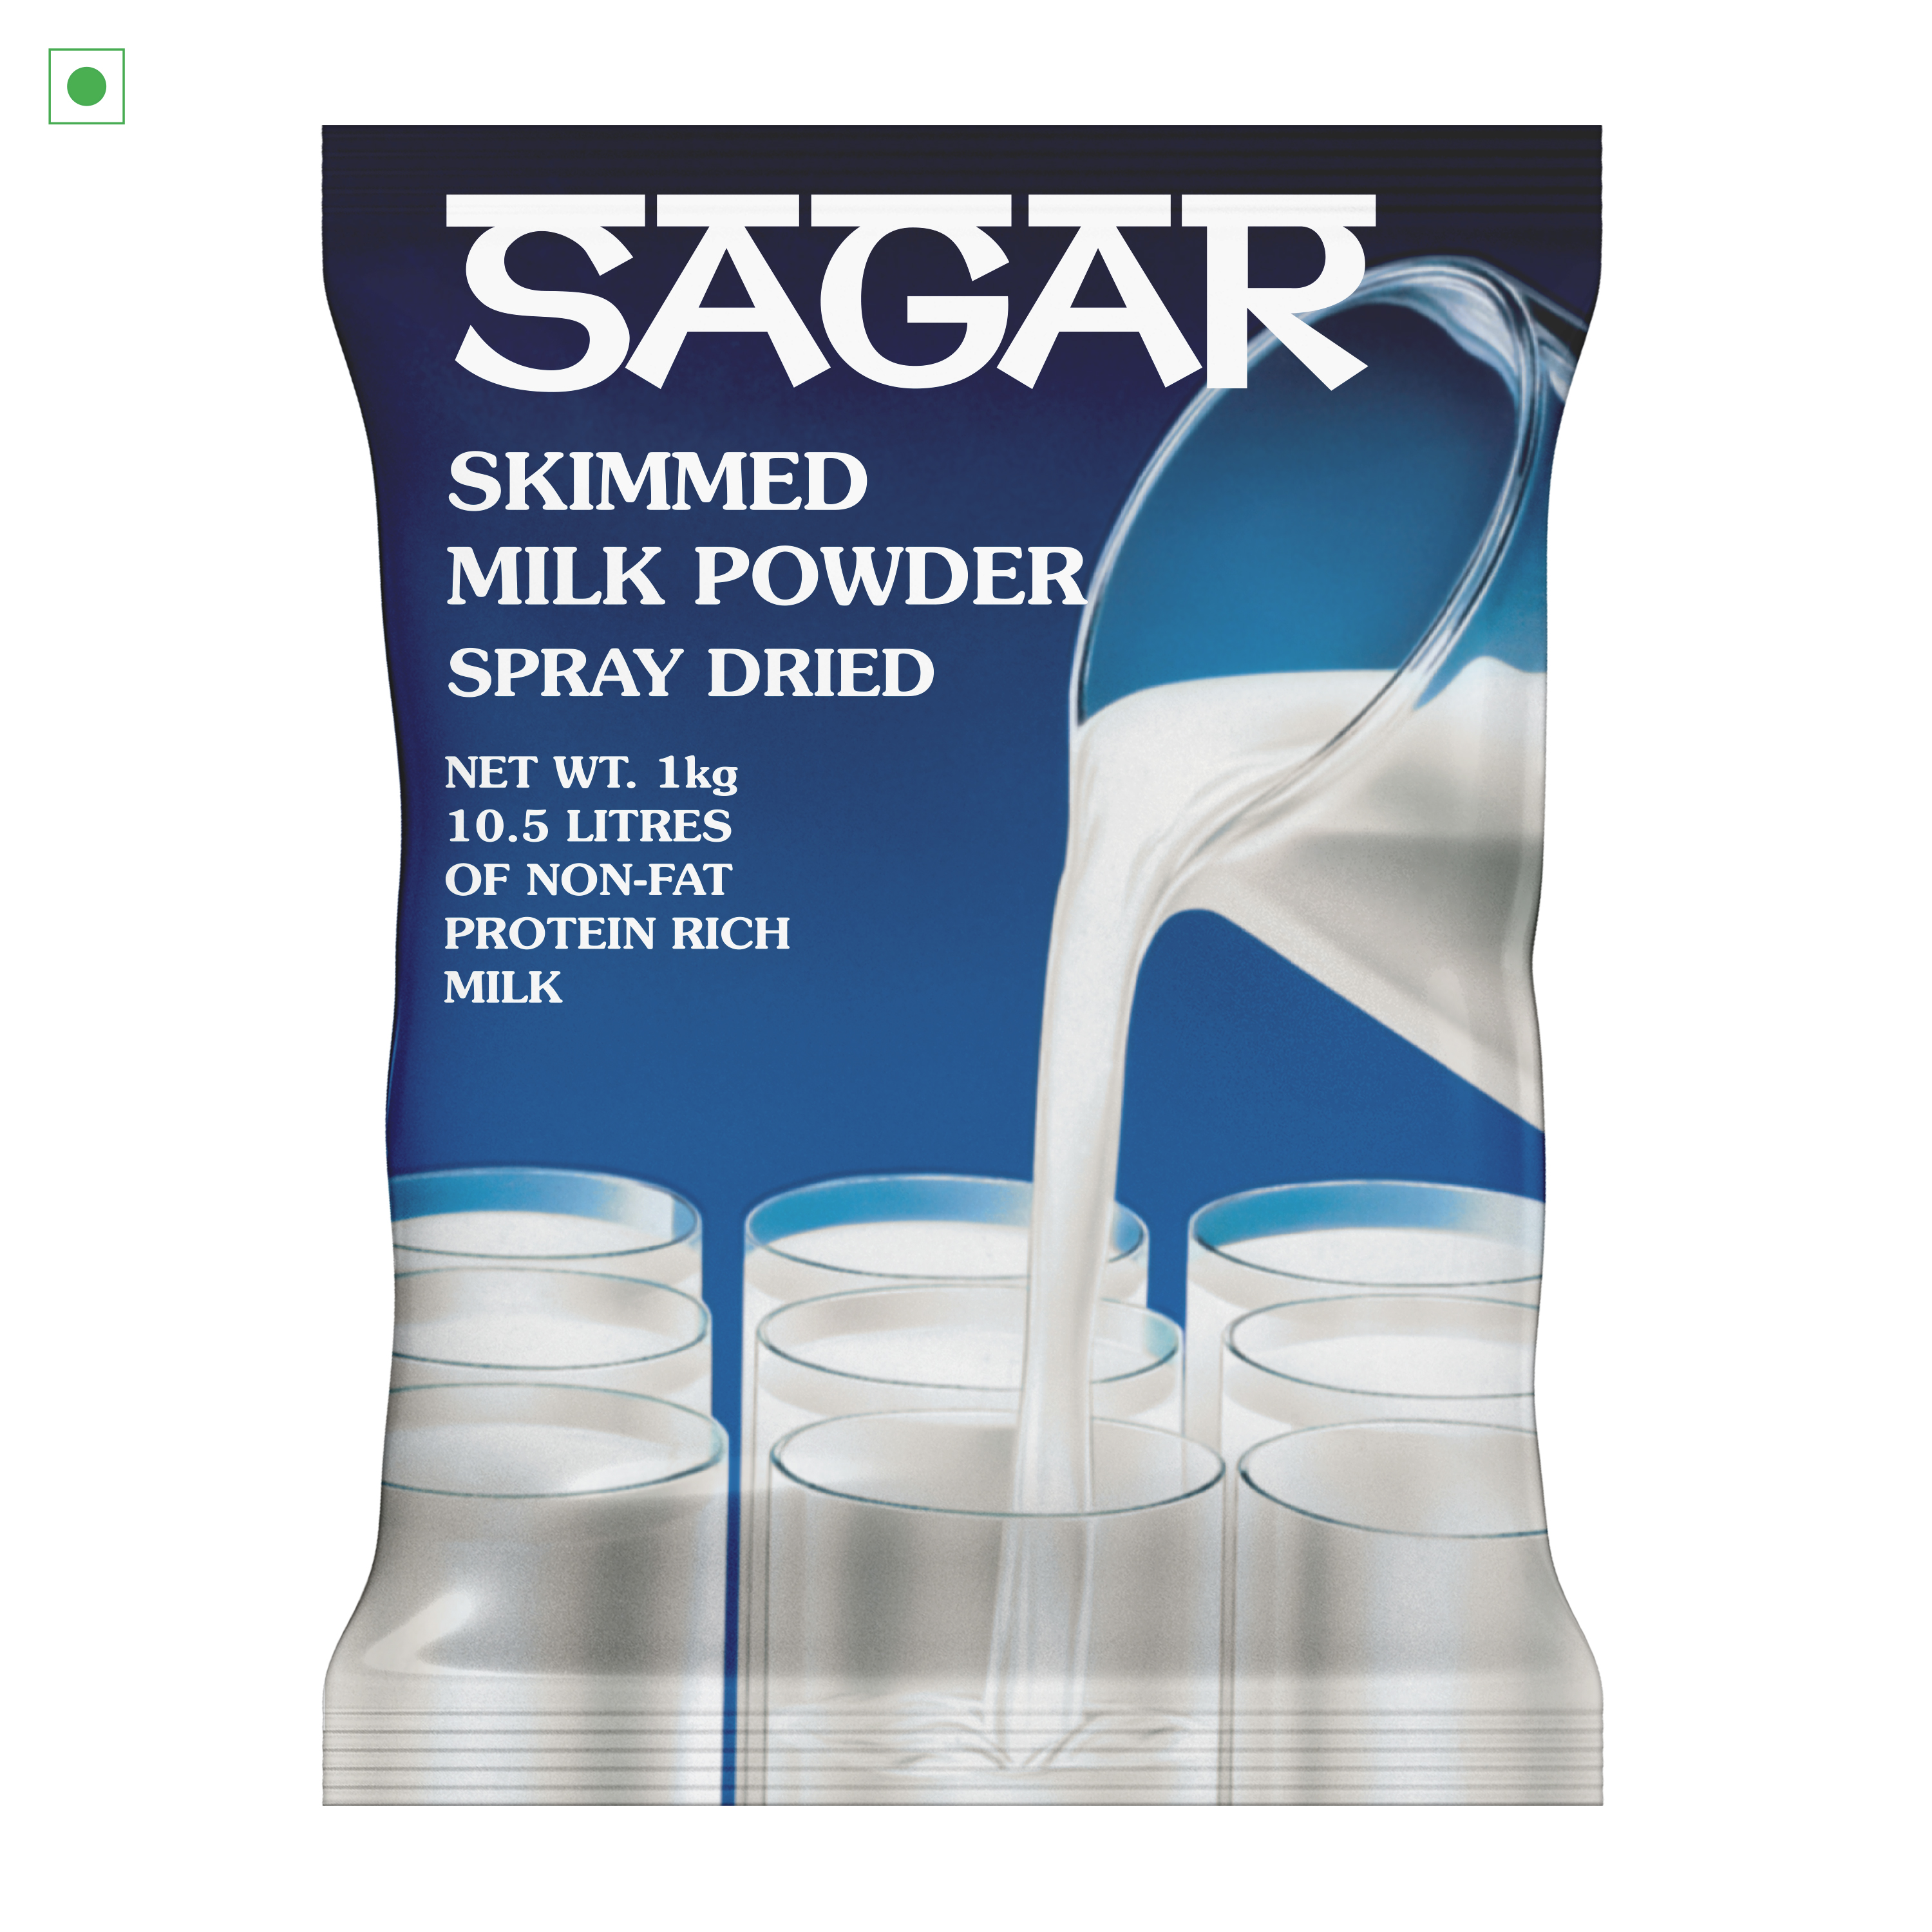 SAGAR
SKIMMED
MILK POWDER
SPRAY DRIED
NET WT. 1kg
10.5 LITRES
OF NON-FAT
PROTEIN RICH
MILK